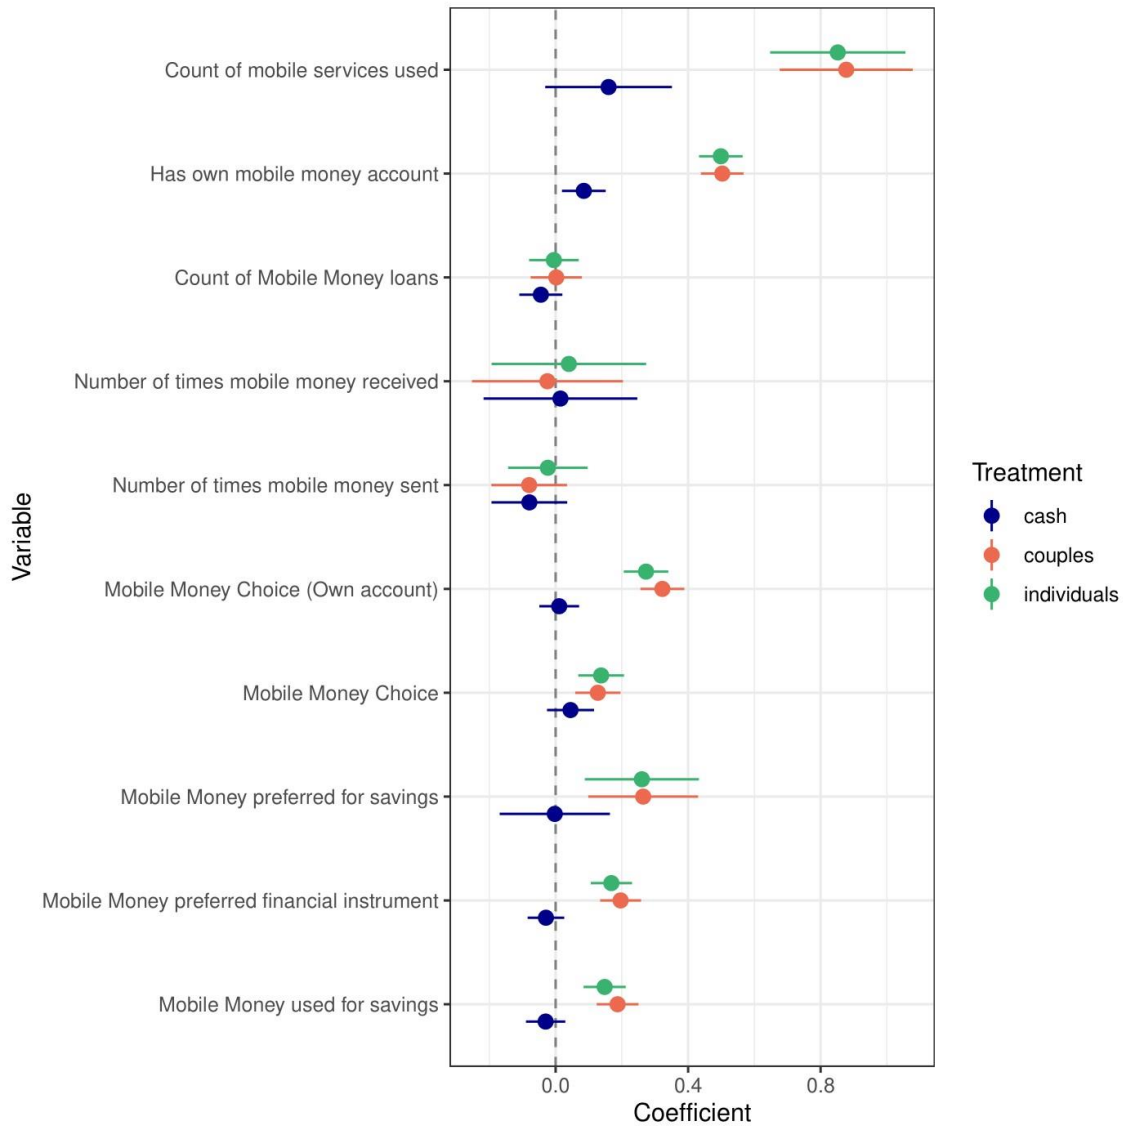 Variable
Count of mobile services used
Has own mobile money account
Count of Mobile Money loans
Number of times mobile money received
Number of times mobile money sent
Mobile Money Choice (Own account)
Mobile Money Choice
Mobile Money preferred for savings
Mobile Money preferred financial instrument
Mobile Money used for savings
0.0 0.4 0.8
Coefficient
Treatment
cash
couples
individuals